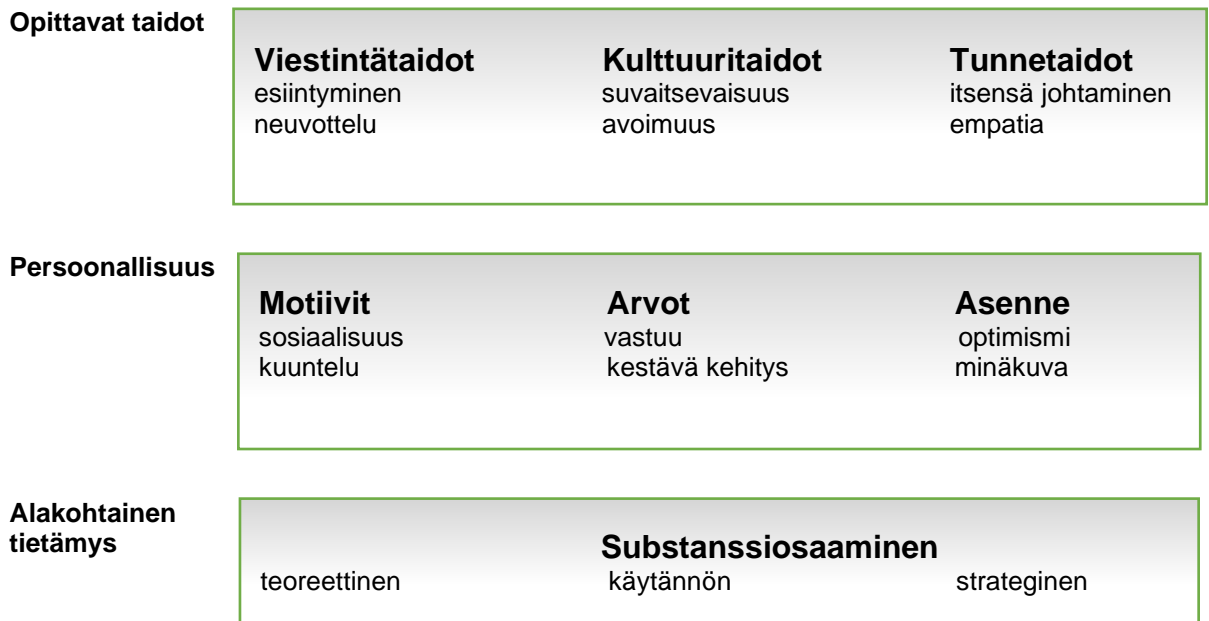 Opittavat taidot
Viestintätaidot Kulttuuritaidot Tunnetaidot
esiintyminen suvaitsevaisuus itsensä johtaminen
neuvottelu avoimuus empatia
Persoonallisuus
Motiivit Arvot Asenne
sosiaalisuus vastuu optimismi
kuuntelu kestävä kehitys minäkuva
Alakohtainen
tietämys
Substanssiosaaminen
teoreettinen käytännön strateginen